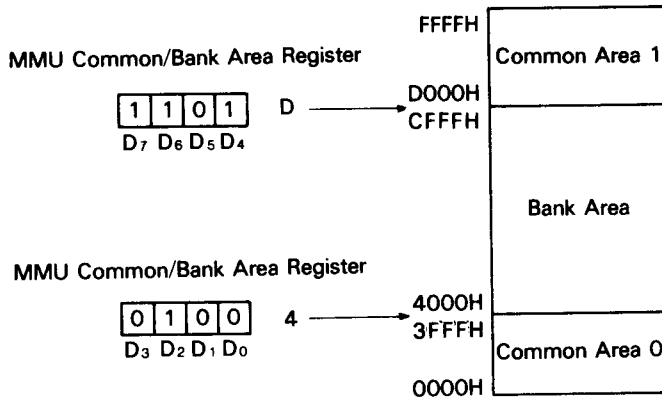 FFFFH
Common Area 1
MMU Common/Bank Area Register
1 1 0 1 D
D7 D6 D5 D4
D000H
CFFFH
Bank Area
MMU Common/Bank Area Register
0 1 0 0 4
D3 D2 D1 D0
4000H
3FFFH
Common Area 0
0000H